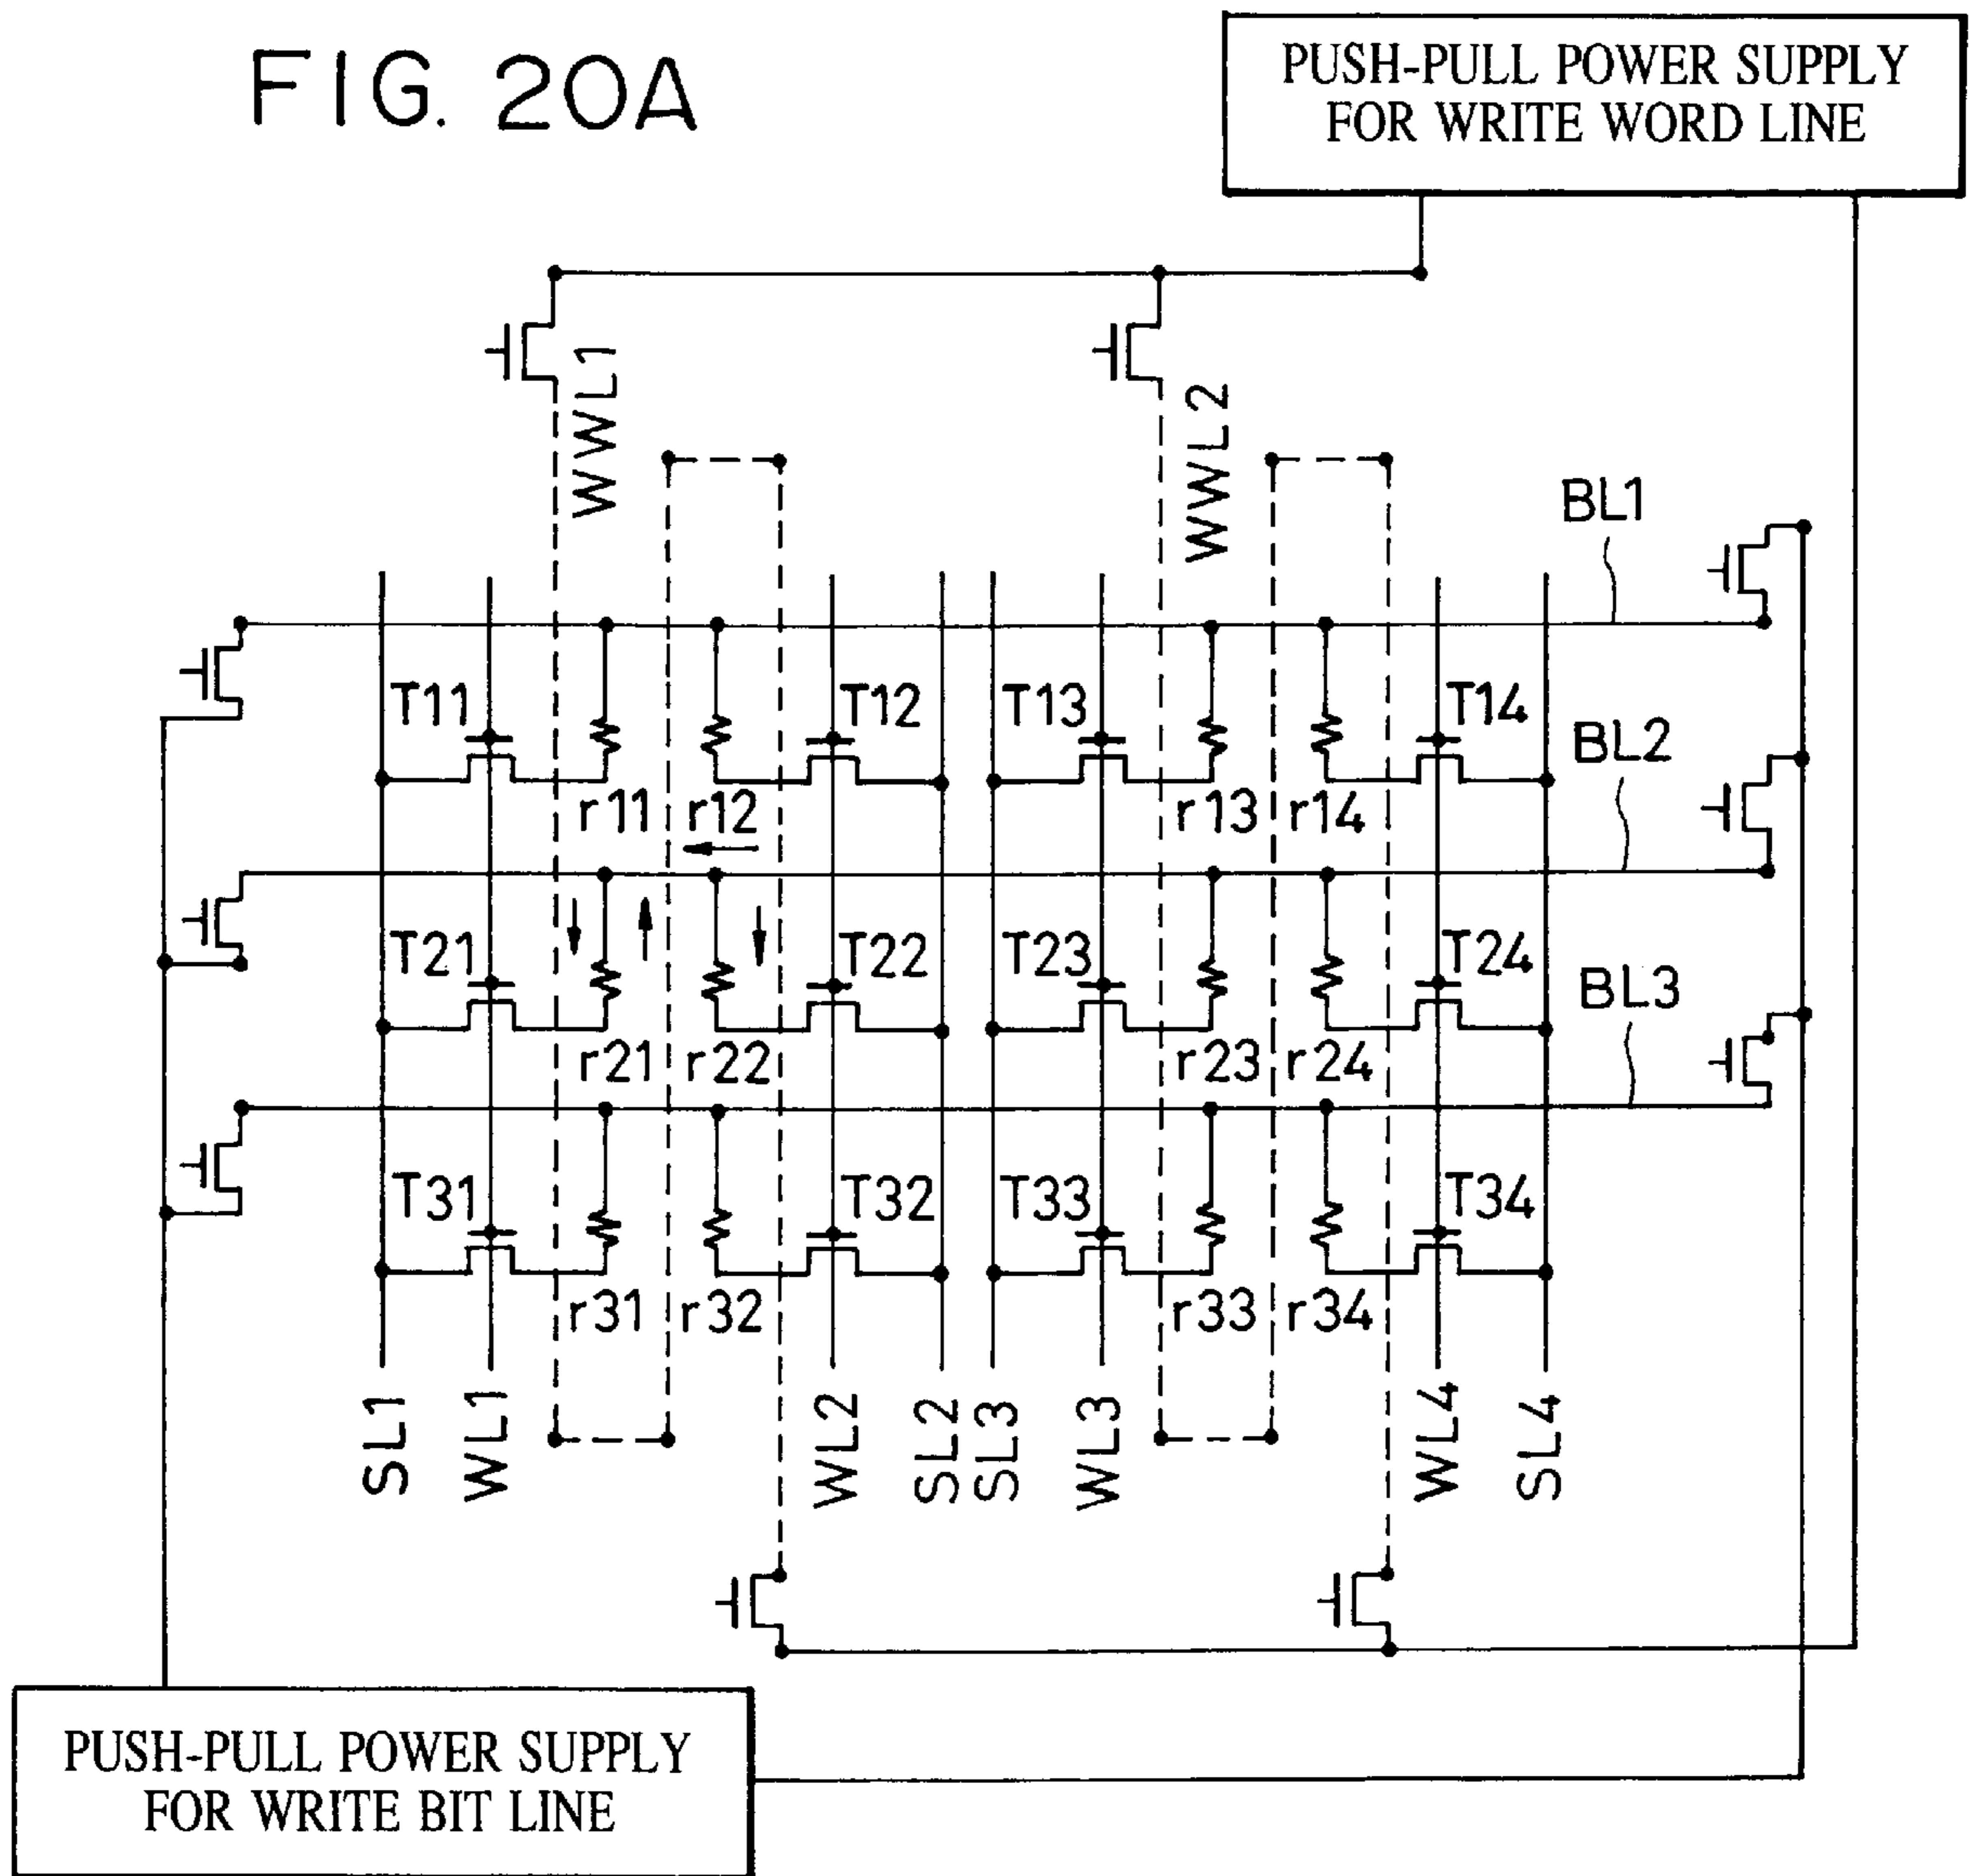 FIG. 20A
PUSH-PULL POWER SUPPLY
FOR WRITE WORD LINE
WWL1
WWL2
BL1
T11
T12
T13
T14
BL2
r11
r12
r13
r14
T21
T22
T23
T24
BL3
r21
r22
r23
r24
T31
T32
T33
T34
r31
r32
r33
r34
SL1
WL1
WL2
SL2
SL3
WL3
WL4
SL4
PUSH-PULL POWER SUPPLY
FOR WRITE BIT LINE